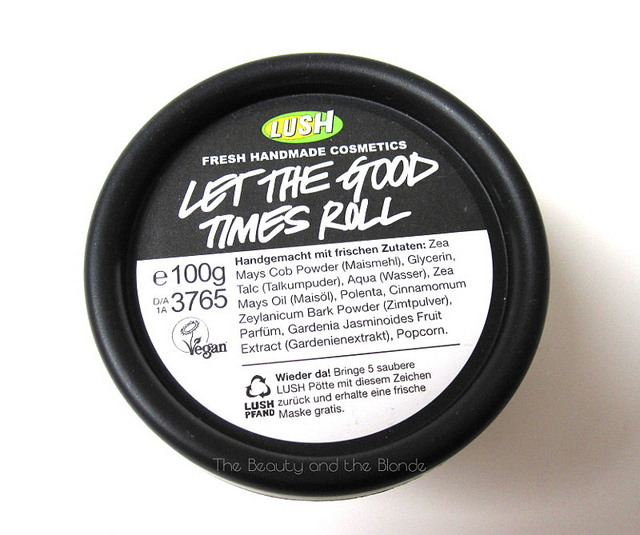 LUSH
FRESH HANDMADE COSMETICS
LET THE GOOD
TIMES ROLL
Handgemacht mit frischen Zutaten: Zea
Mays Cob Powder (Maismehl), Glycerin,
Talc (Talkumpuder), Aqua (Wasser), Zea
Mays Oil (Maisöl), Polenta, Cinnamomum
Zeylanicum Bark Powder (Zimtpulver),
Parfüm, Gardenia Jasminoides Fruit
Extract (Gardenienextrakt), Popcorn.
e 100g
D/A
1A 3765
Vegan
Wieder da! Bringe 5 saubere
LUSH Pötte mit diesem Zeichen
zurück und erhalte eine frische
Maske gratis.
LUSH
PFAND
The Beauty and the Blonde